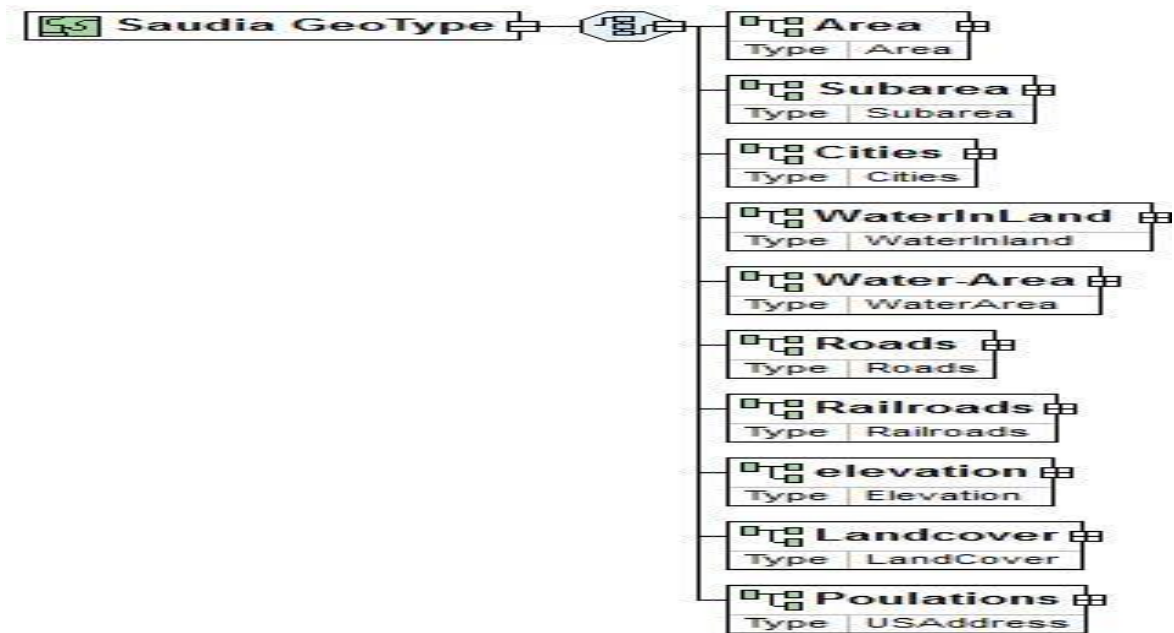 Saudia GeoType
Area
Type Area
Subarea
Type Subarea
Cities
Type Cities
WaterInLand
Type WaterInland
Water-Area
Type WaterArea
Roads
Type Roads
Railroads
Type Railroads
elevation
Type Elevation
Landcover
Type LandCover
Poulations
Type USAddress